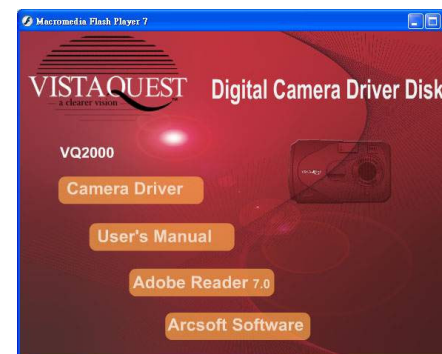 Macromedia Flash Player 7
VISTAQUEST
a clearer vision
TM
Digital Camera Driver Disk
VQ2000
Camera Driver
User's Manual
Adobe Reader 7.0
Arcsoft Software